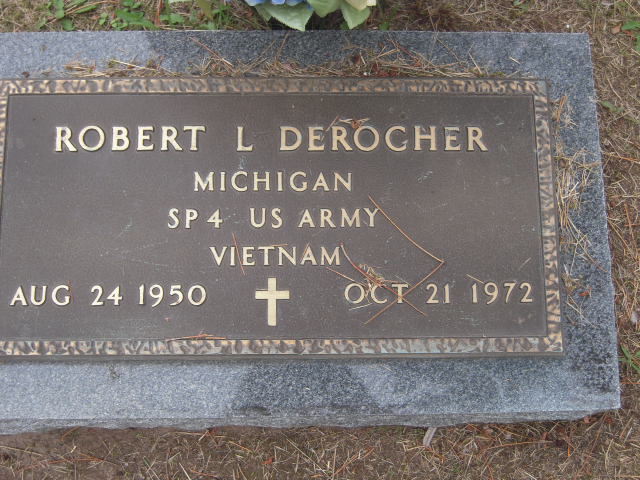 ROBERT L DEROCHER
MICHIGAN
SP4 US ARMY
VIETNAM
AUG 24 1950 OCT 21 1972